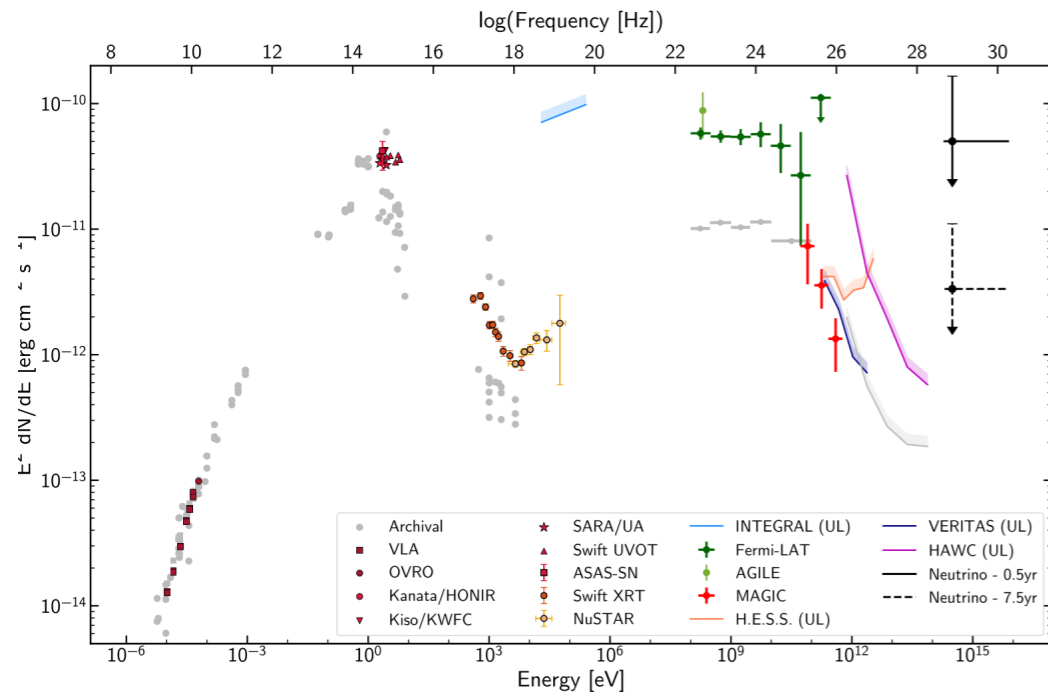 log(Frequency [Hz])
8 10 12 14 16 18 20 22 24 26 28 30
10⁻¹⁰
10⁻¹¹
10⁻¹²
10⁻¹³
10⁻¹⁴
dN/dE [erg cm⁻² s⁻¹]
Archival
VLA
OVRO
Kanata/HONIR
Kiso/KWFC
SARA/UA
Swift UVOT
ASAS-SN
Swift XRT
NuSTAR
INTEGRAL (UL)
Fermi-LAT
AGILE
MAGIC
H.E.S.S. (UL)
VERITAS (UL)
HAWC (UL)
Neutrino - 0.5yr
Neutrino - 7.5yr
10⁻⁶ 10⁻³ 10⁰ 10³ 10⁶ 10⁹ 10¹² 10¹⁵
Energy [eV]